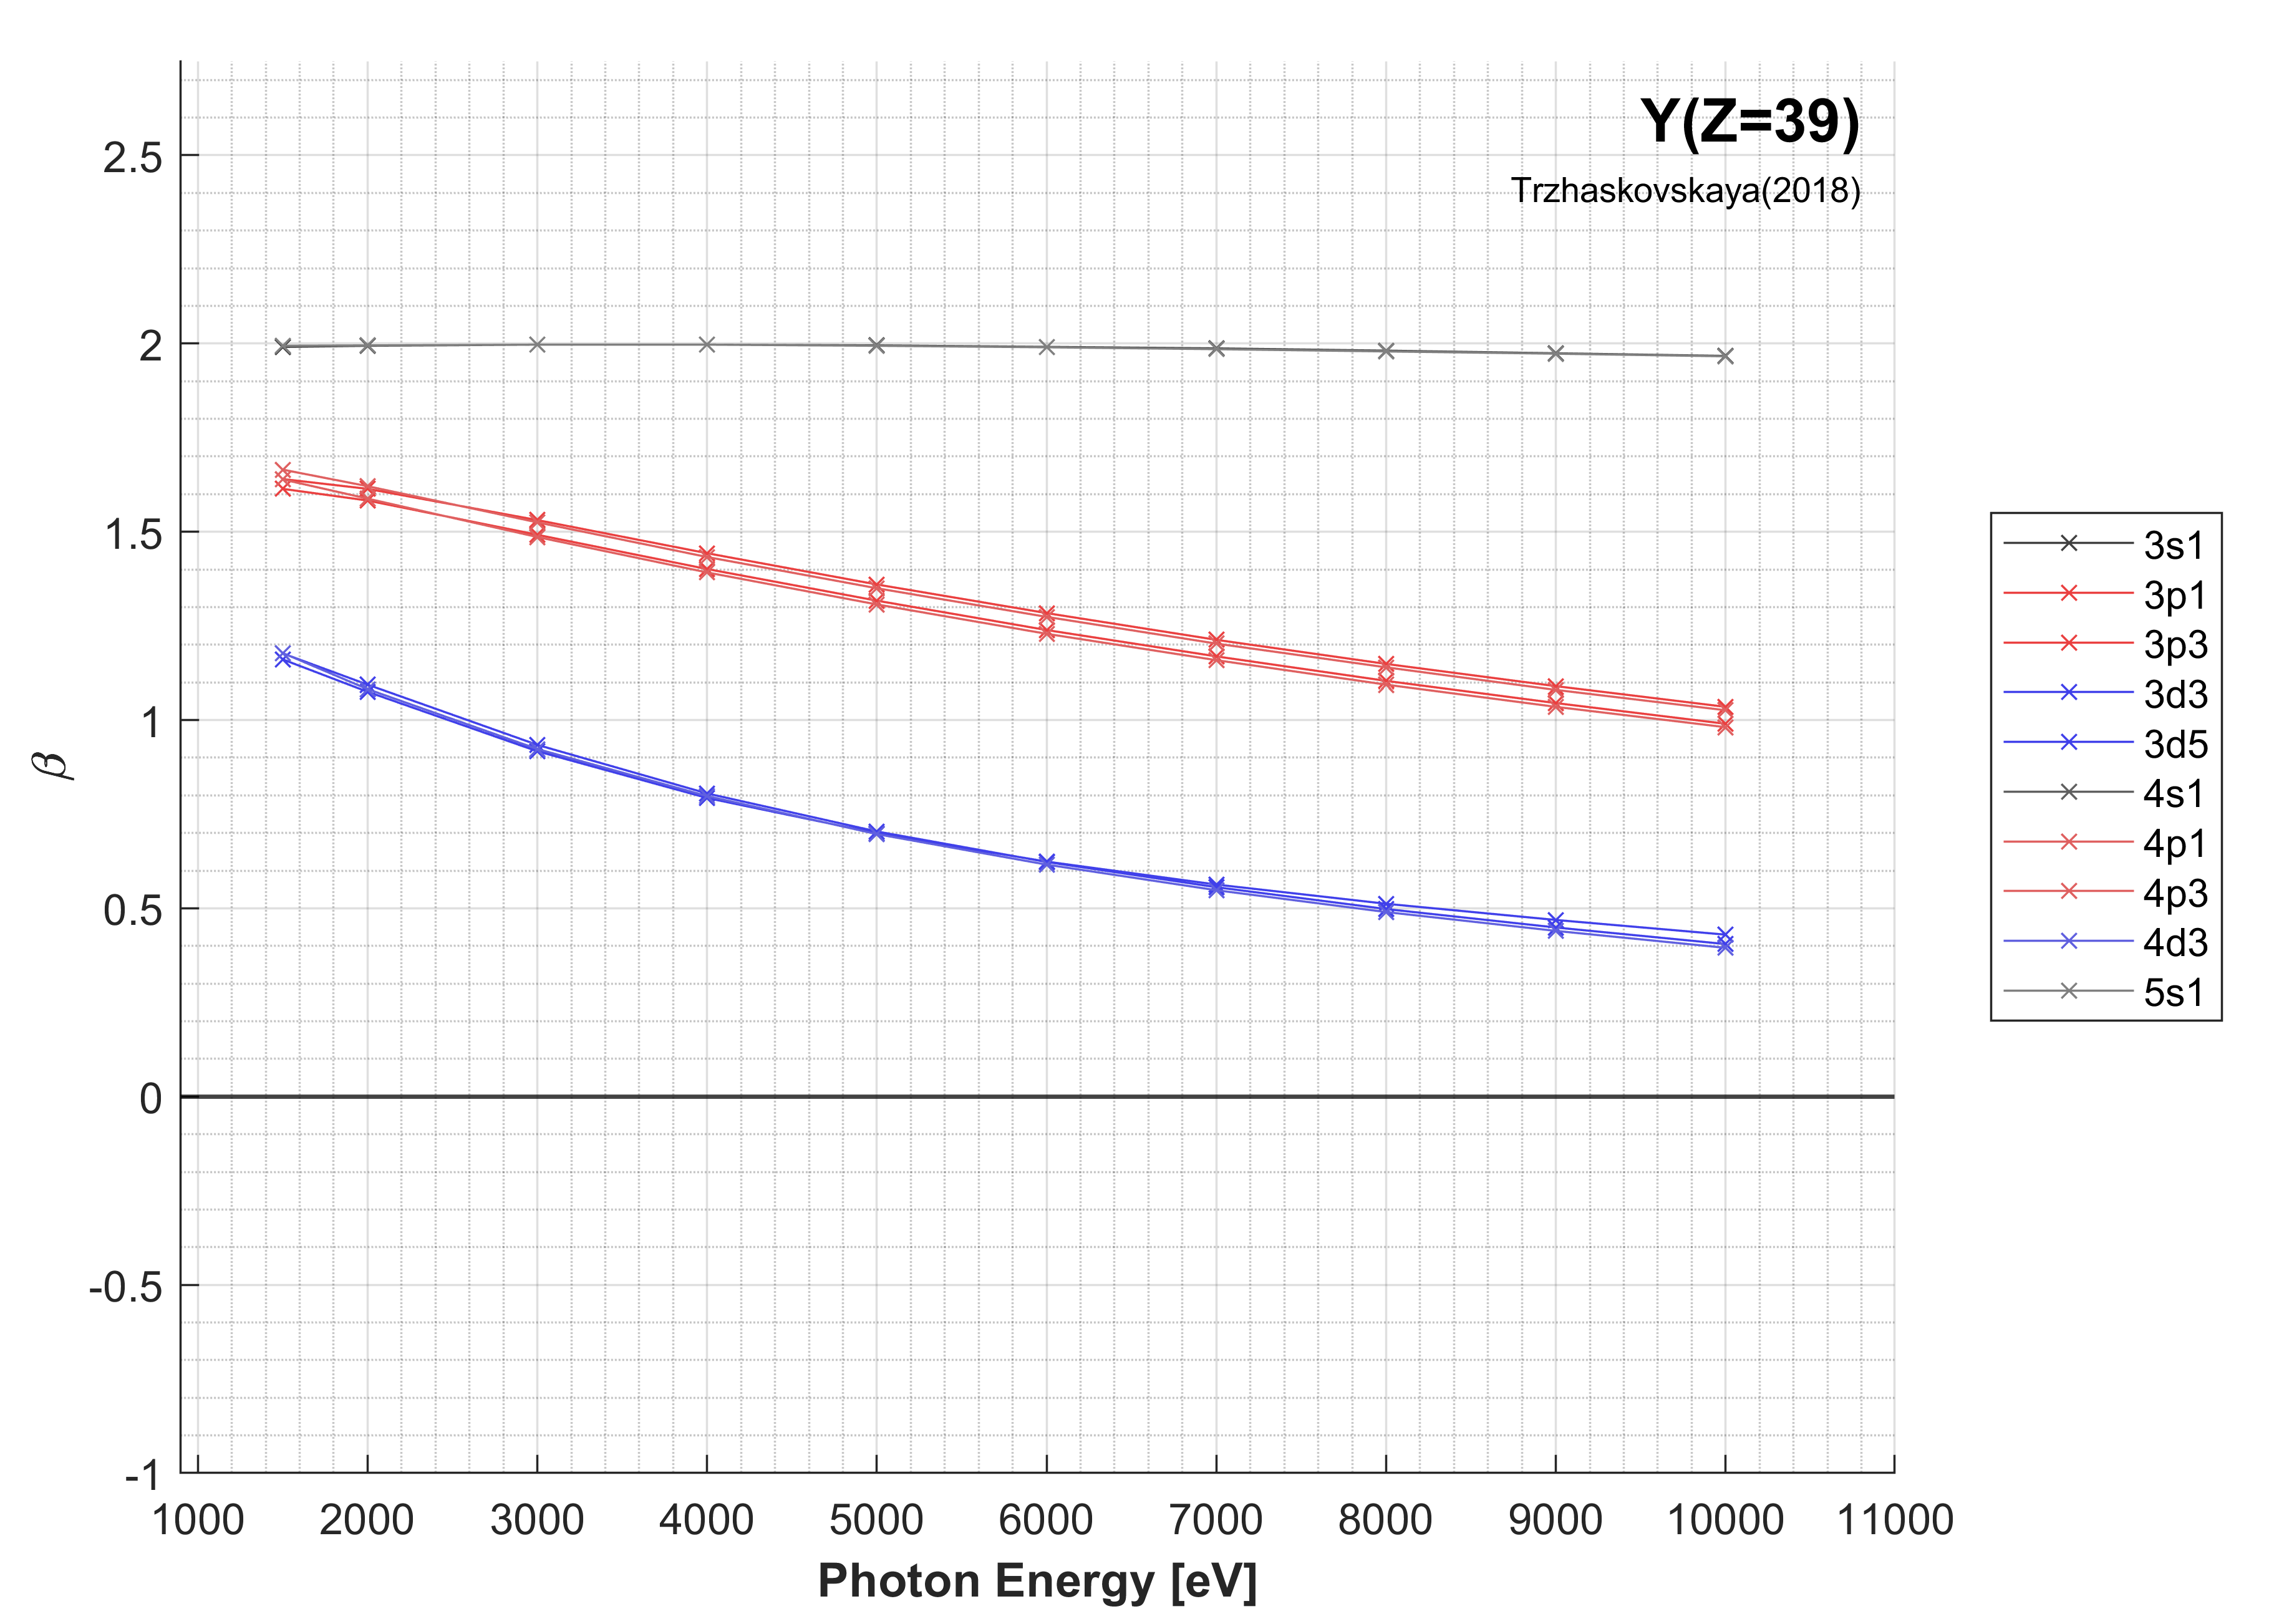 Y(Z=39)
Trzhaskovskaya(2018)
2.5
2
1.5
1
0.5
0
-0.5
-1
β
1000 2000 3000 4000 5000 6000 7000 8000 9000 10000 11000
Photon Energy [eV]
3s1
3p1
3p3
3d3
3d5
4s1
4p1
4p3
4d3
5s1